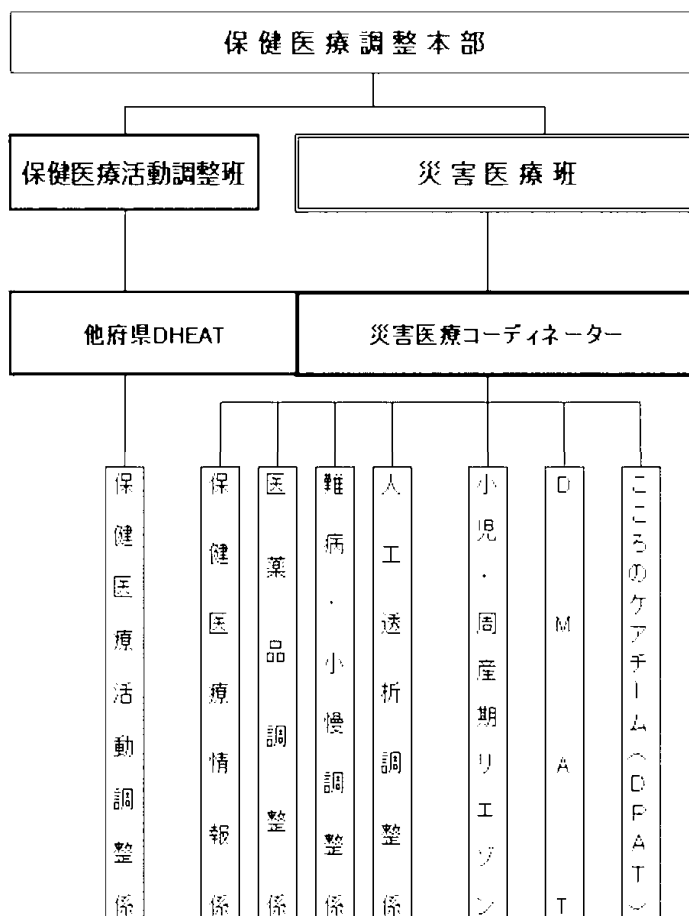 保健医療調整本部
保健医療活動調整班
災害医療班
他府県DHEAT
災害医療コーディネーター
保健医療活動調整係
保健医療情報係
医薬品調整係
難病・小慢調整係
人工透析調整係
小児・周産期リエゾン
DMAT
こころのケアチーム(DPAT)